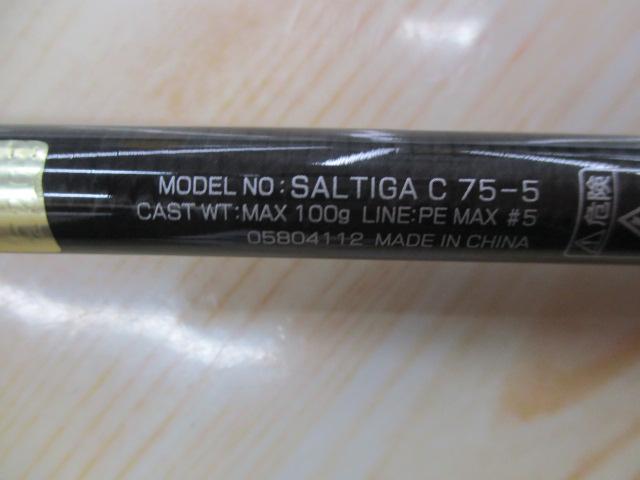 MODEL NO : SALTIGA C 75-5
CAST WT:MAX 100g LINE:PE MAX #5
05804112 MADE IN CHINA
危険